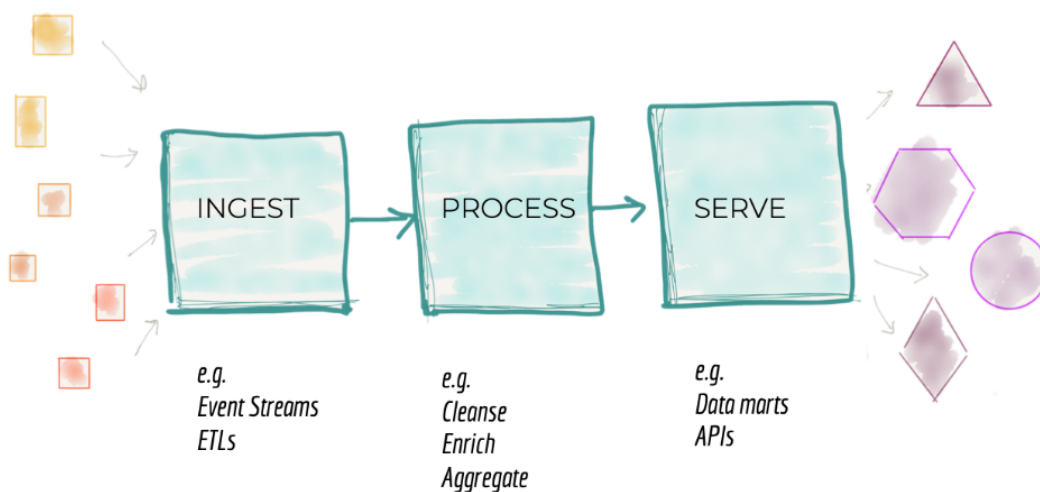 INGEST
PROCESS
SERVE
e.g.
Event Streams
ETLs
e.g.
Cleanse
Enrich
Aggregate
e.g.
Data marts
APIs